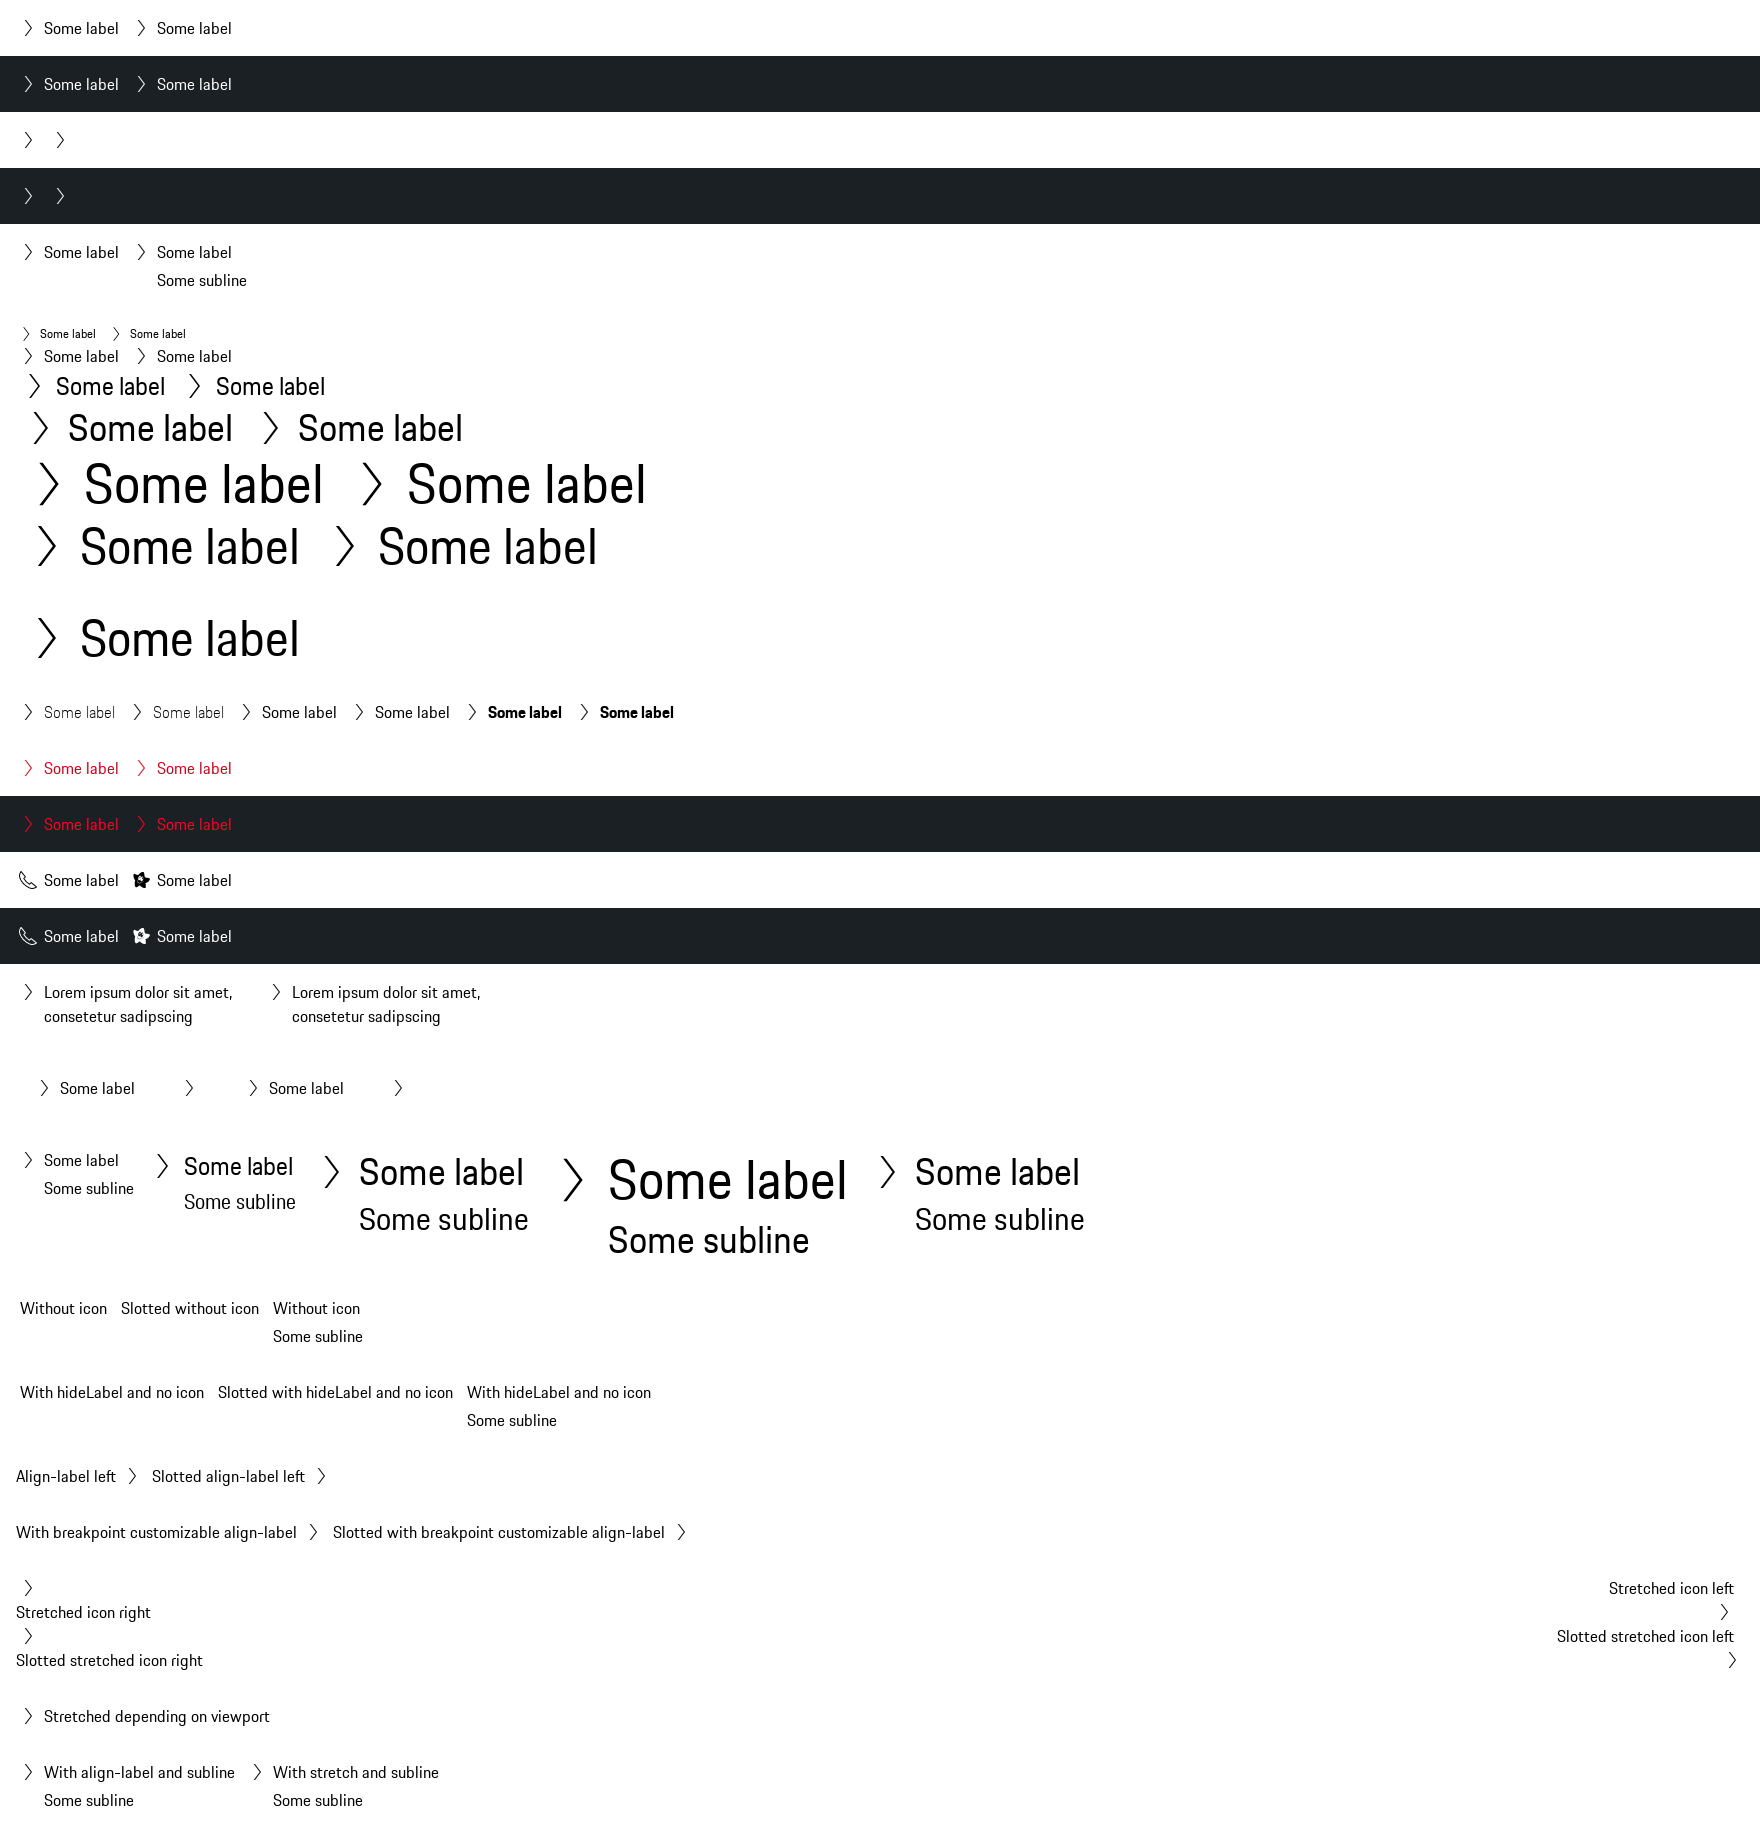 Some label Some label
Some label Some label
Some label Some label
Some subline
Some label Some label
Some label Some label
Some label Some label
Some label Some label
Some label Some label
Some label Some label
Some label
Some label Some label Some label Some label Some label Some label
Some label Some label
Some label Some label
Some label Some label
Some label Some label
Lorem ipsum dolor sit amet, Lorem ipsum dolor sit amet,
consetetur sadipscing consetetur sadipscing
Some label Some label
Some label Some label Some label Some label Some label
Some subline Some subline Some subline Some subline Some subline
Without icon Slotted without icon Without icon
Some subline
With hideLabel and no icon Slotted with hideLabel and no icon With hideLabel and no icon
Some subline
Align-label left Slotted align-label left
With breakpoint customizable align-label Slotted with breakpoint customizable align-label
Stretched icon left
Stretched icon right
Slotted stretched icon left
Slotted stretched icon right
Stretched depending on viewport
With align-label and subline With stretch and subline
Some subline Some subline